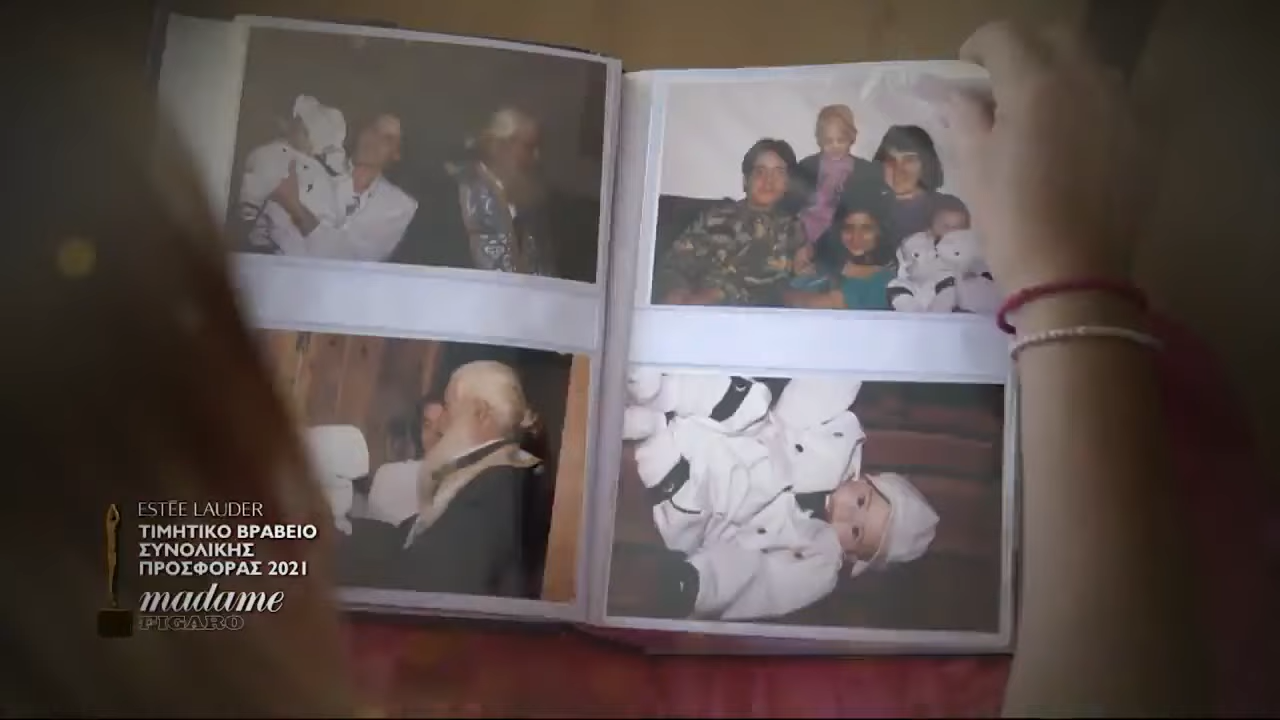 ESTĒE LAUDER
ΤΙΜΗΤΙΚΟ ΒΡΑΒΕΙΟ
ΣΥΝΟΛΙΚΗΣ
ΠΡΟΣΦΟΡΑΣ 2021
madame
FIGARO